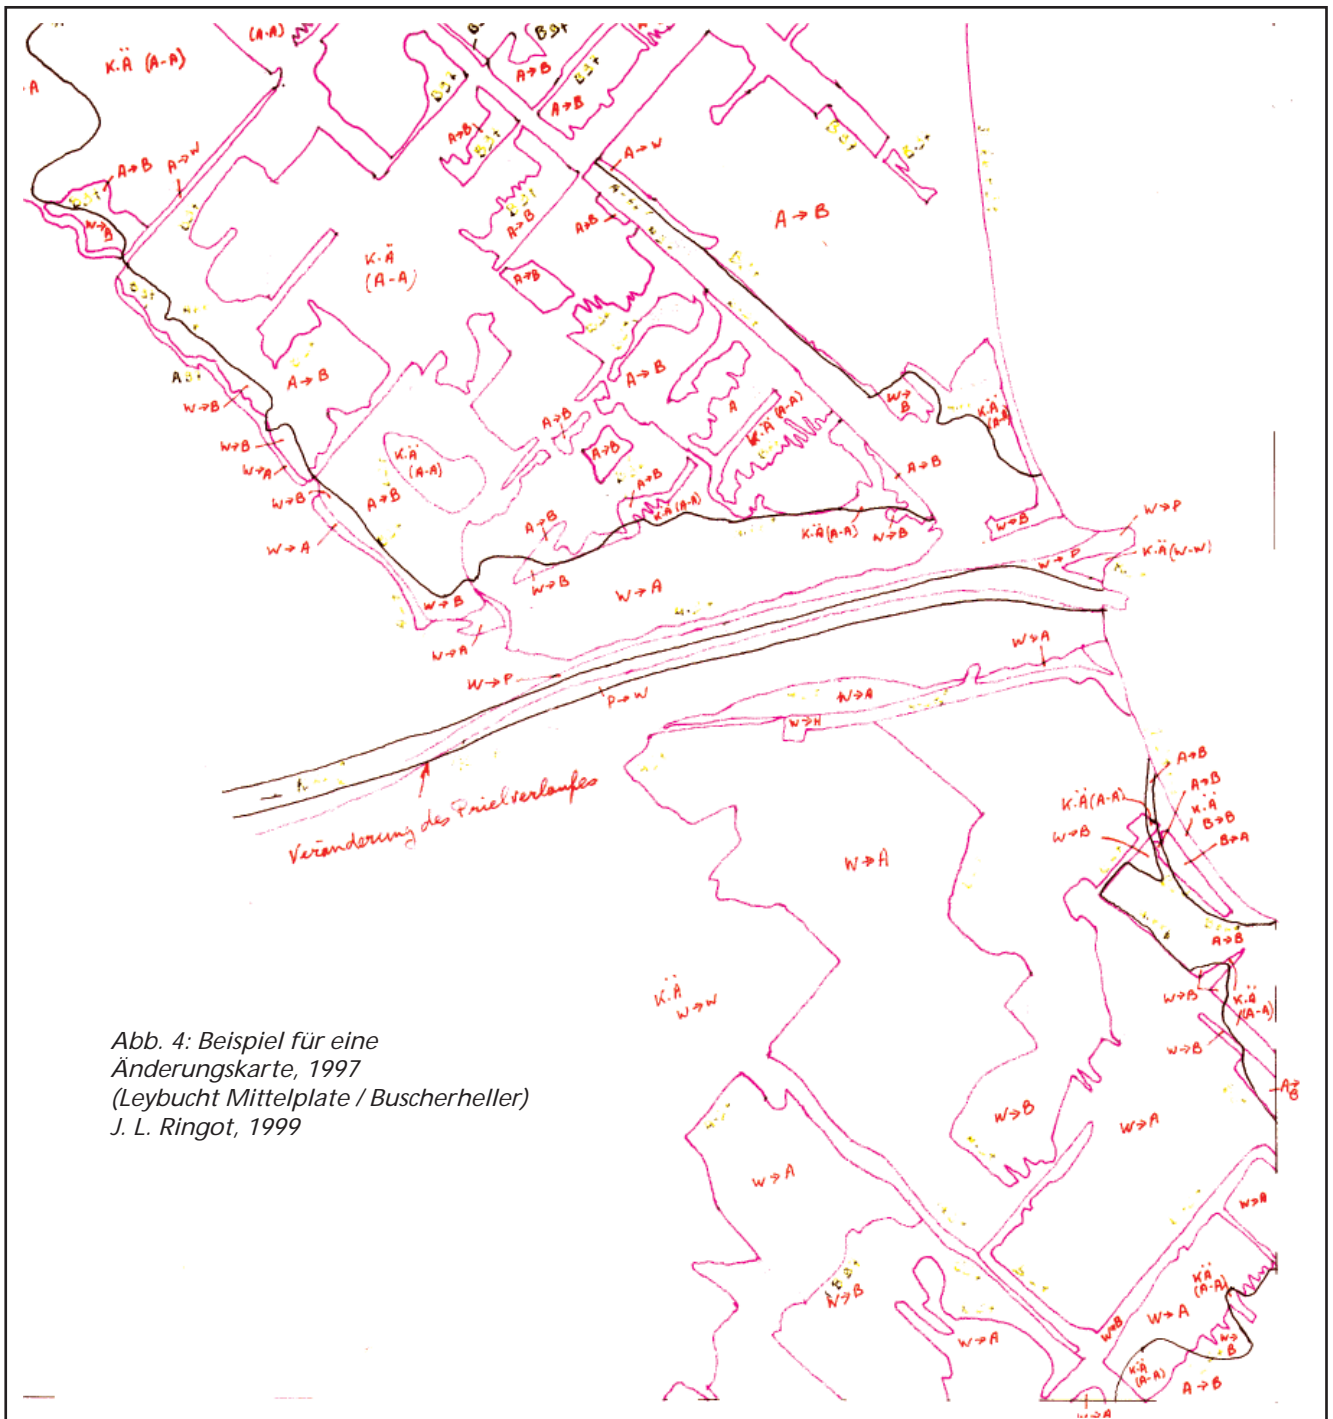 K.Ä (A-A)
(A-A)
A
A→B
A→W
W→A
K.Ä
(A-A)
A→B
A→B
A→B
A→B
A→B
A→W
A→B
A→B
A→B
A→B
A→B
A
K.Ä (A-A)
W→B
K.Ä
(A-A)
A→B
W→B
W→B
W→A
W→B
W→A
A→B
K.Ä
(A-A)
A→B
A→B
A→B
K.Ä (A-A)
A→B
W→B
W→B
W→A
W→A
K.Ä (A-A)
W→B
W→B
W→P
K.Ä (W-W)
W→P
W→P
P→W
W→A
W→A
W→H
Veränderung des Prielverlaufes
W→A
K.Ä (A-A)
W→B
A→B
A→B
K.Ä
B→B
B→A
A→B
W→B
K.Ä
(A-A)
W→B
A→B
K.Ä
W→W
W→B
W→A
Abb. 4: Beispiel für eine
Änderungskarte, 1997
(Leybucht Mittelplate / Buscherheller)
J. L. Ringot, 1999
W→A
W→A
W→B
W→A
K.Ä
(A-A)
W→A
W→B
W→B
K.Ä
(A-A)
A→B
W→A